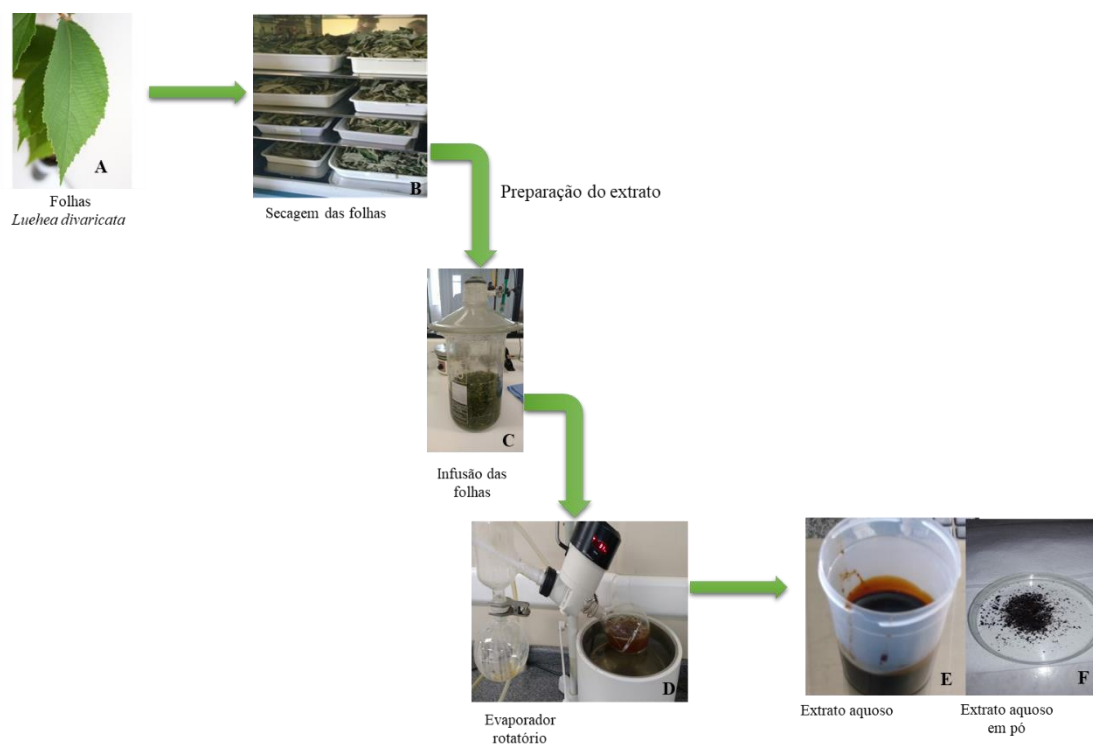 A
Folhas
Luehea divaricata
B
Secagem das folhas
Preparação do extrato
C
Infusão das
folhas
D
Evaporador
rotatório
E
Extrato aquoso
F
Extrato aquoso
em pó